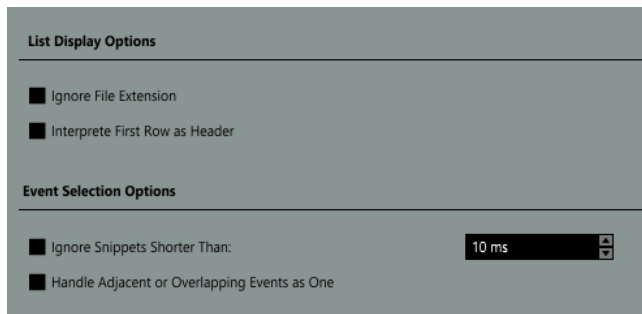 List Display Options
Ignore File Extension
Interprete First Row as Header
Event Selection Options
Ignore Snippets Shorter Than: 10 ms
Handle Adjacent or Overlapping Events as One